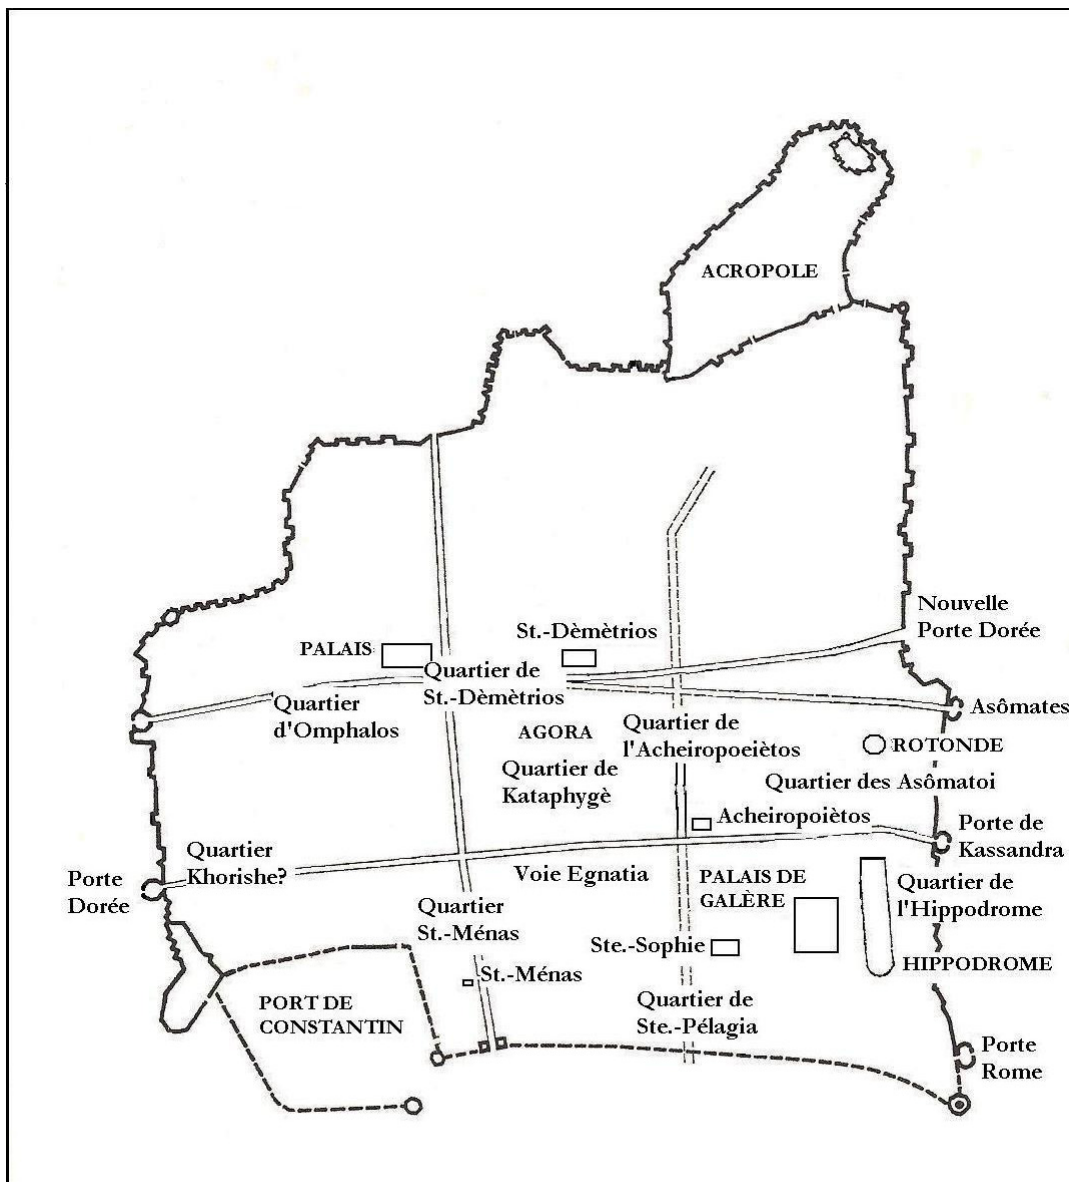 ACROPOLE
Nouvelle
Porte Dorée
St.-Dèmètrios
PALAIS
Quartier de
St.-Dèmètrios
Quartier
d'Omphalos
Asômates
AGORA
Quartier de
l'Acheiropoeiètos
ROTONDE
Quartier de
Kataphygè
Quartier des Asômatoi
Acheiropoiètos
Porte de
Kassandra
Quartier
Khorishe?
Porte
Dorée
Voie Egnatia
PALAIS DE
GALÈRE
Quartier de
l'Hippodrome
Quartier
St.-Ménas
Ste.-Sophie
HIPPODROME
St.-Ménas
PORT DE
CONSTANTIN
Quartier de
Ste.-Pélagia
Porte
Rome